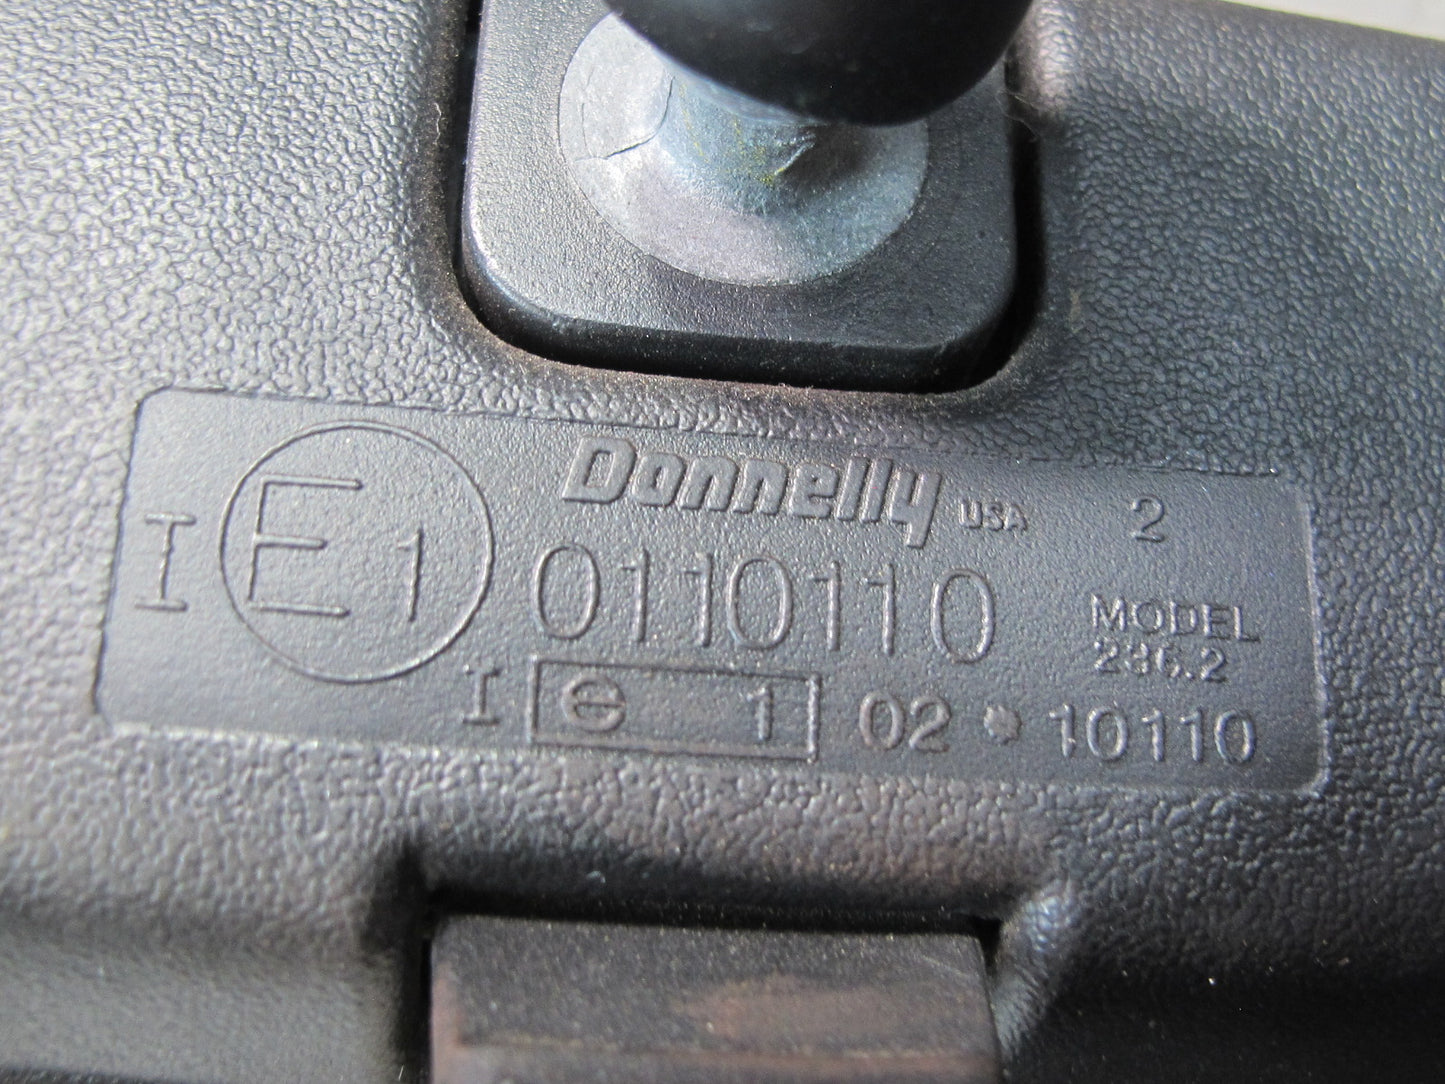 Donnelly USA 2
I E1 0110110
MODEL
236.2
I e 1 02 * 10110